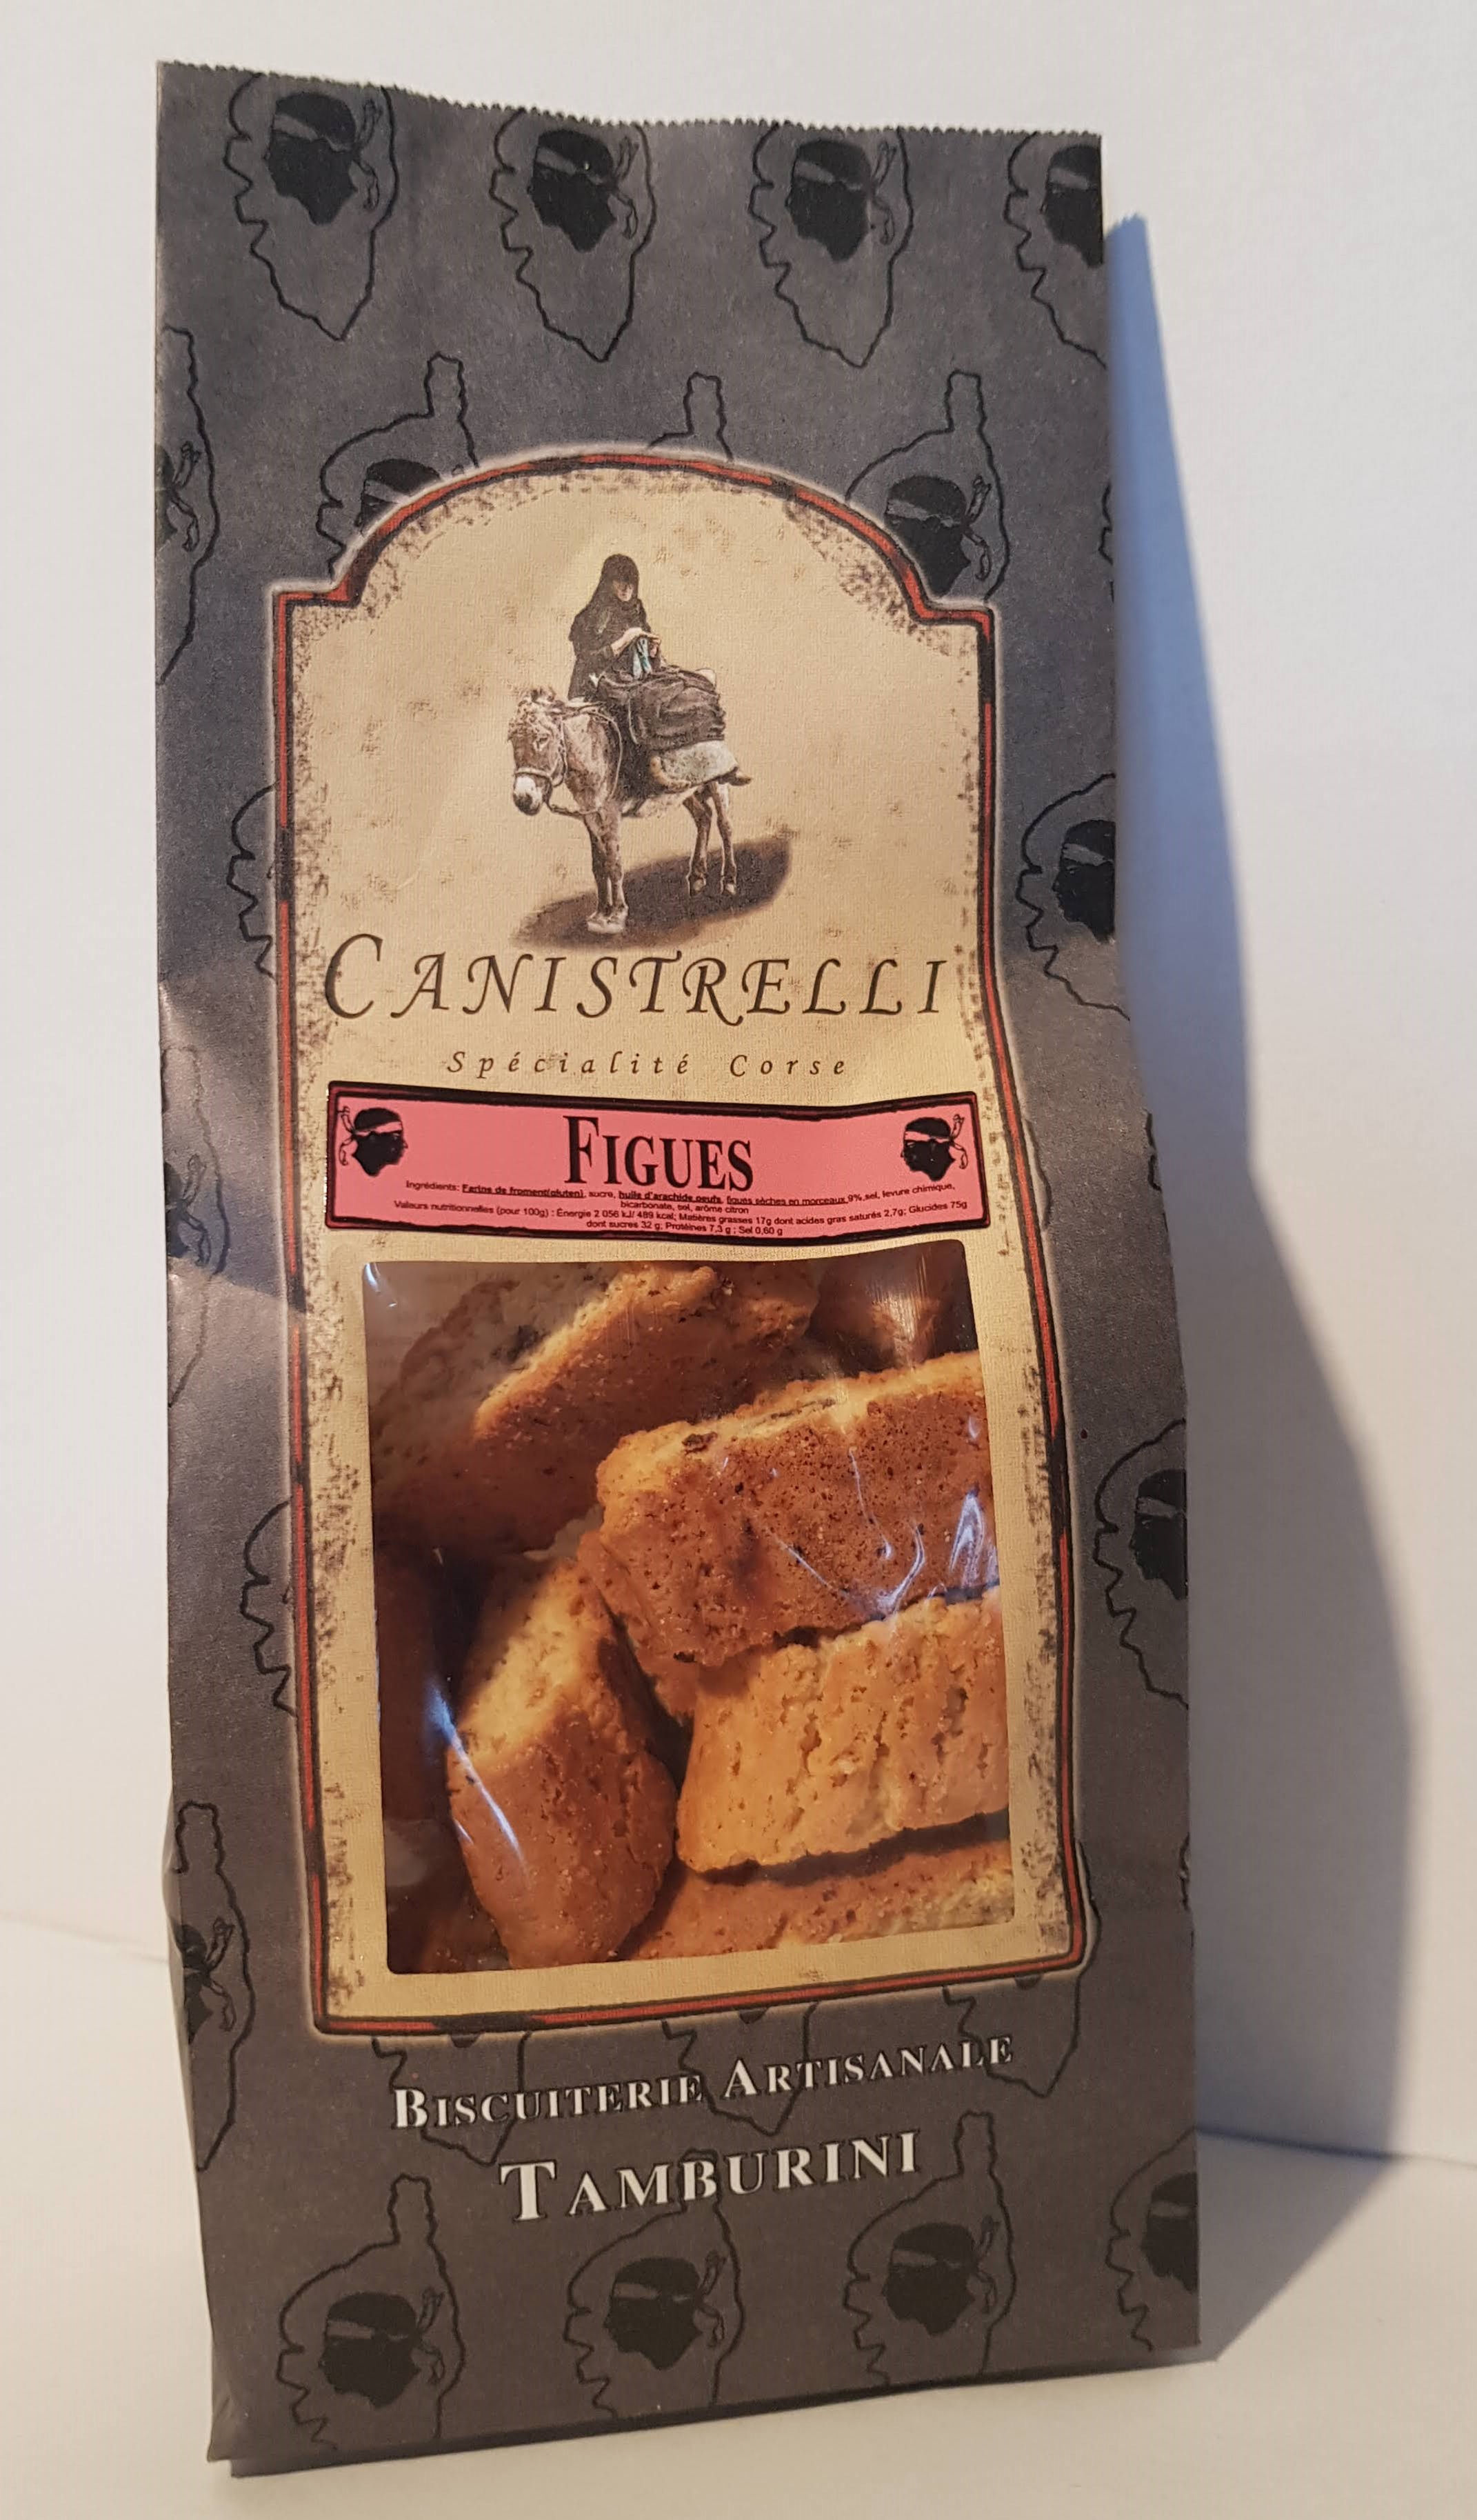 CANISTRELLI
Spécialité Corse
FIGUES
Ingrédients: Farine de froment(gluten), sucre, huile d'arachide,oeufs, figues sèches en morceaux 9%,sel, levure chimique,
bicarbonate, sel, arôme citron
Valeurs nutritionnelles (pour 100g) : Énergie 2 056 kJ/ 489 kcal; Matières grasses 17g dont acides gras saturés 2,7g; Glucides 75g
dont sucres 32 g; Protéines 7,3 g ; Sel 0,60 g
BISCUITERIE ARTISANALE
TAMBURINI